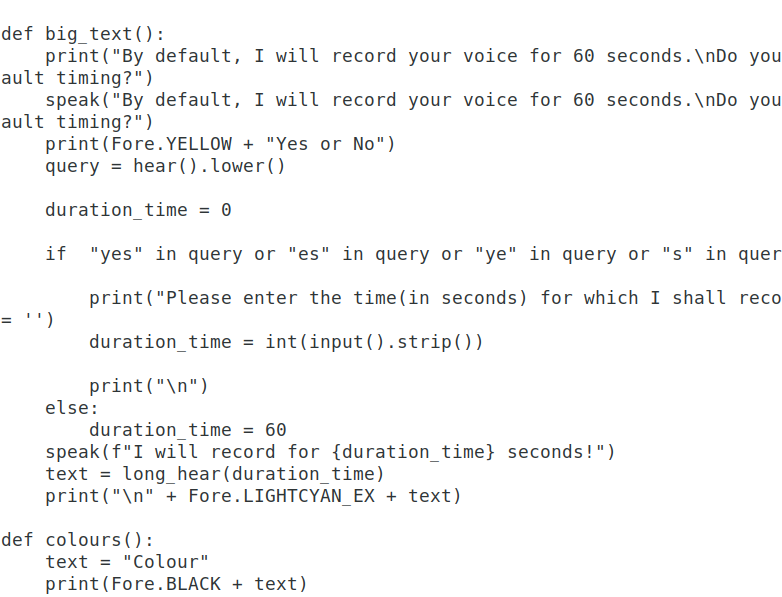 def big_text():
    print("By default, I will record your voice for 60 seconds.\nDo you
ault timing?")
    speak("By default, I will record your voice for 60 seconds.\nDo you
ault timing?")
    print(Fore.YELLOW + "Yes or No")
    query = hear().lower()

    duration_time = 0

    if  "yes" in query or "es" in query or "ye" in query or "s" in quer

        print("Please enter the time(in seconds) for which I shall reco
= '')
        duration_time = int(input().strip())

        print("\n")
    else:
        duration_time = 60
    speak(f"I will record for {duration_time} seconds!")
    text = long_hear(duration_time)
    print("\n" + Fore.LIGHTCYAN_EX + text)

def colours():
    text = "Colour"
    print(Fore.BLACK + text)